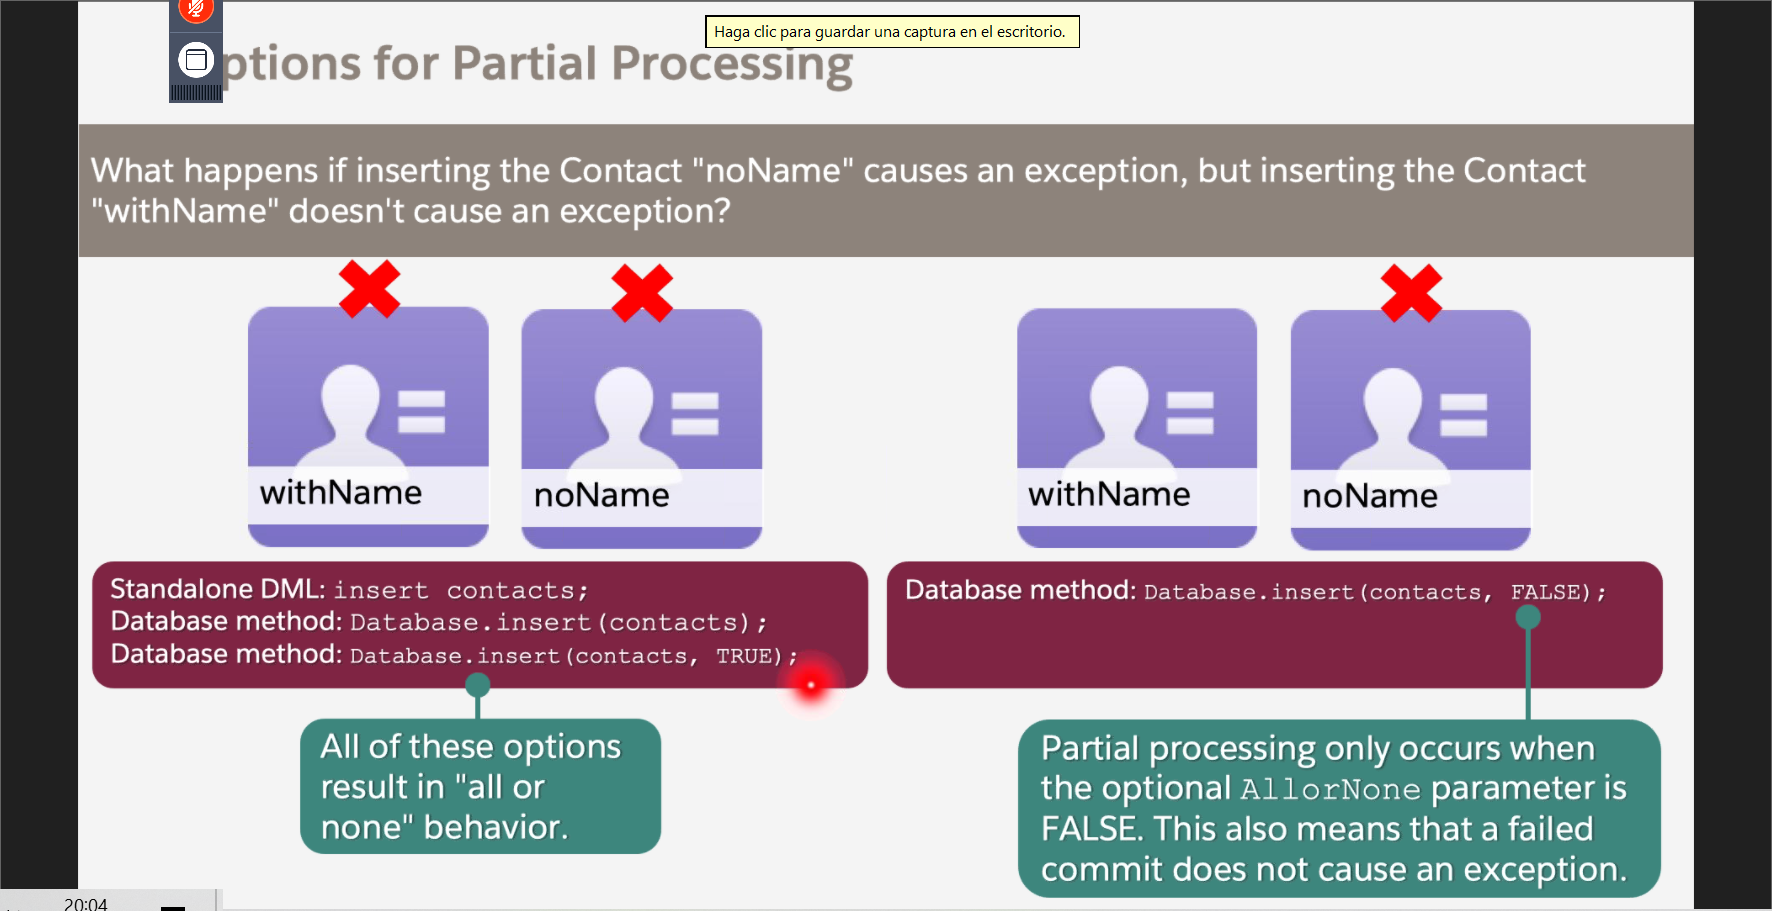 Haga clic para guardar una captura en el escritorio.
ptions for Partial Processing
What happens if inserting the Contact "noName" causes an exception, but inserting the Contact
"withName" doesn't cause an exception?
withName
noName
withName
noName
Standalone DML: insert contacts;
Database method: Database.insert(contacts);
Database method: Database.insert(contacts, TRUE);
Database method: Database.insert(contacts, FALSE);
All of these options
result in "all or
none" behavior.
Partial processing only occurs when
the optional AllorNone parameter is
FALSE. This also means that a failed
commit does not cause an exception.
20:04